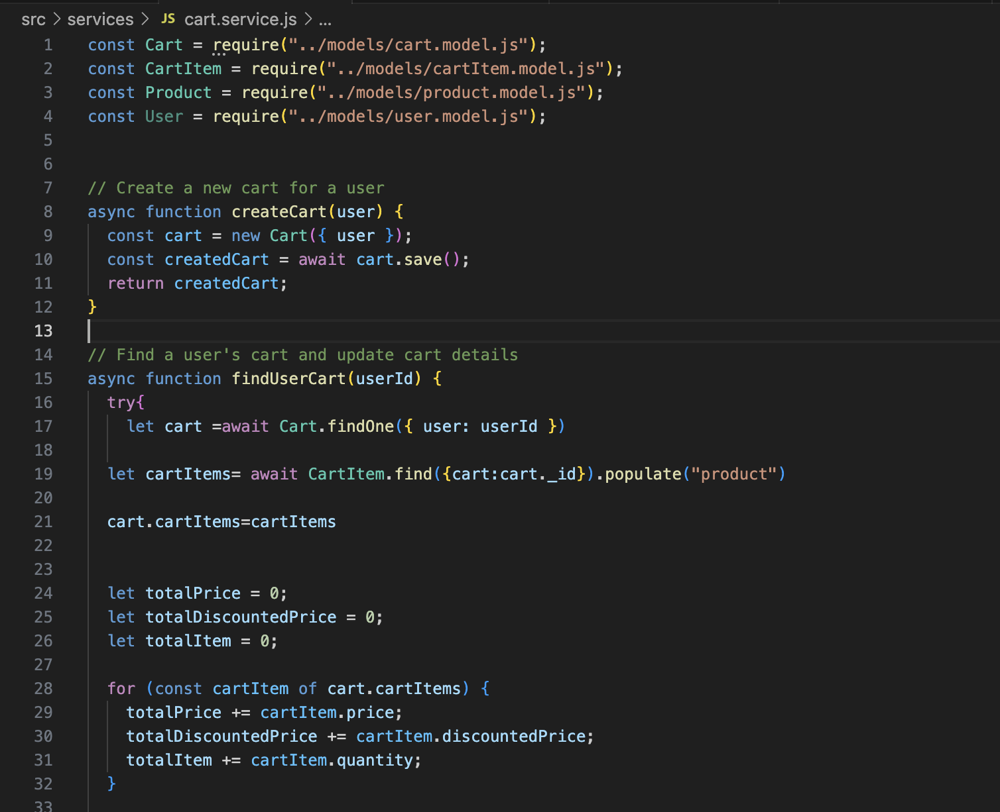 src > services > JS cart.service.js > ...
1 const Cart = require("../models/cart.model.js");
2 const CartItem = require("../models/cartItem.model.js");
3 const Product = require("../models/product.model.js");
4 const User = require("../models/user.model.js");
5
6
7 // Create a new cart for a user
8 async function createCart(user) {
9   const cart = new Cart({ user });
10   const createdCart = await cart.save();
11   return createdCart;
12 }
13
14 // Find a user's cart and update cart details
15 async function findUserCart(userId) {
16   try{
17     let cart =await Cart.findOne({ user: userId })
18
19   let cartItems= await CartItem.find({cart:cart._id}).populate("product")
20
21   cart.cartItems=cartItems
22
23
24   let totalPrice = 0;
25   let totalDiscountedPrice = 0;
26   let totalItem = 0;
27
28   for (const cartItem of cart.cartItems) {
29     totalPrice += cartItem.price;
30     totalDiscountedPrice += cartItem.discountedPrice;
31     totalItem += cartItem.quantity;
32   }
33